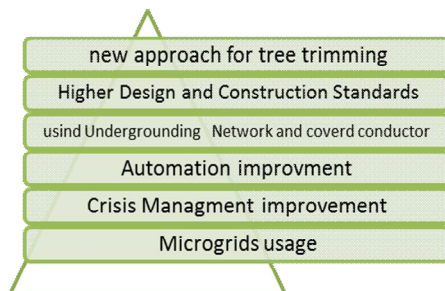 new approach for tree trimming
Higher Design and Construction Standards
usind Undergrounding Network and coverd conductor
Automation improvment
Crisis Managment improvement
Microgrids usage